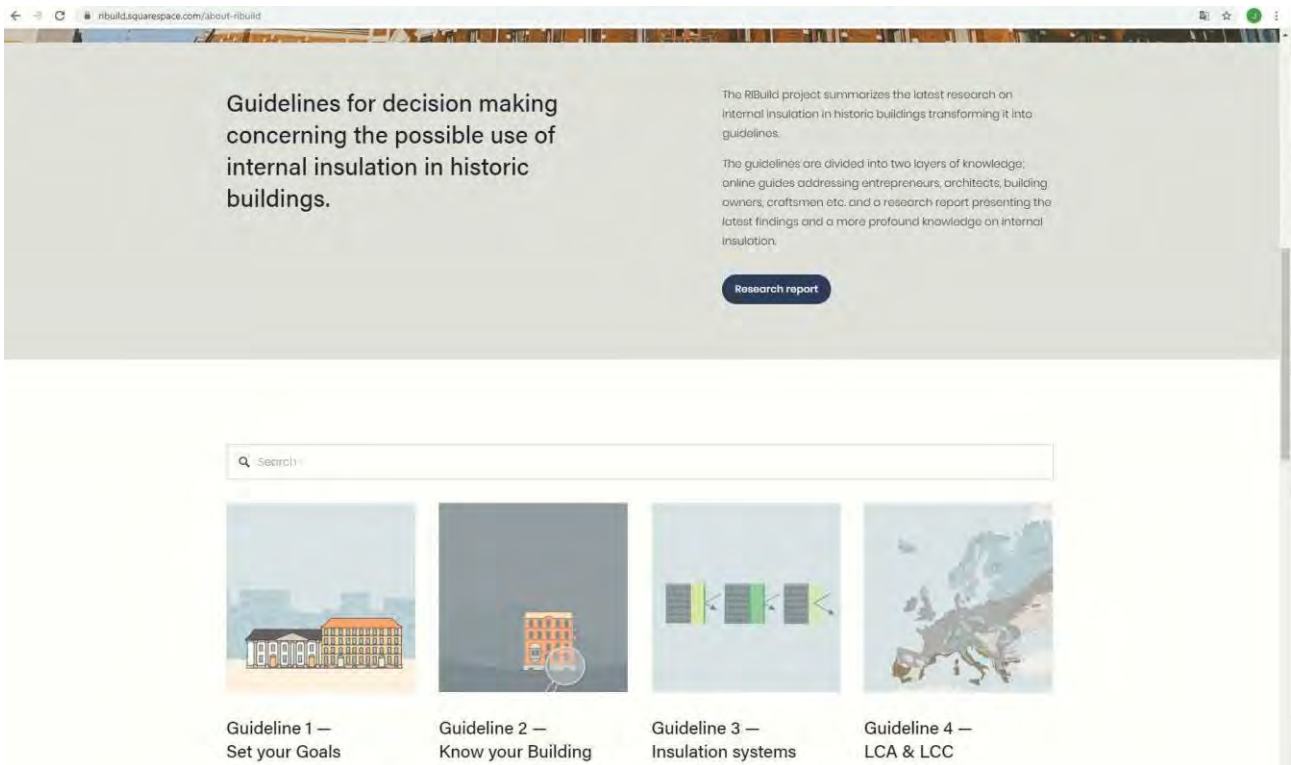 ribuild.squarespace.com/about-ribuild
J
Guidelines for decision making
concerning the possible use of
internal insulation in historic
buildings.
The RIBuild project summarizes the latest research on
internal insulation in historic buildings transforming it into
guidelines.
The guidelines are divided into two layers of knowledge;
online guides addressing entrepreneurs, architects, building
owners, craftsmen etc. and a research report presenting the
latest findings and a more profound knowledge on internal
insulation.
Research report
Search
Guideline 1 —
Set your Goals
Guideline 2 —
Know your Building
Guideline 3 —
Insulation systems
Guideline 4 —
LCA & LCC